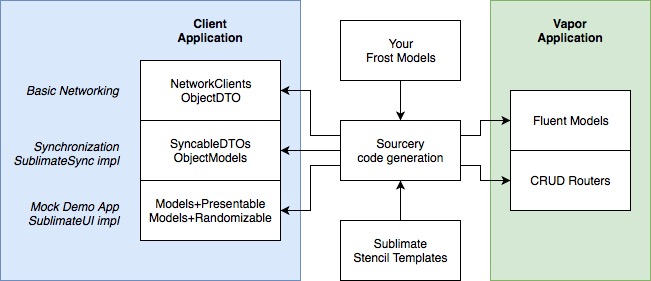 Client
Application
Basic Networking
NetworkClients
ObjectDTO
Synchronization
SublimateSync impl
SyncableDTOs
ObjectModels
Mock Demo App
SublimateUI impl
Models+Presentable
Models+Randomizable
Your
Frost Models
Sourcery
code generation
Sublimate
Stencil Templates
Vapor
Application
Fluent Models
CRUD Routers